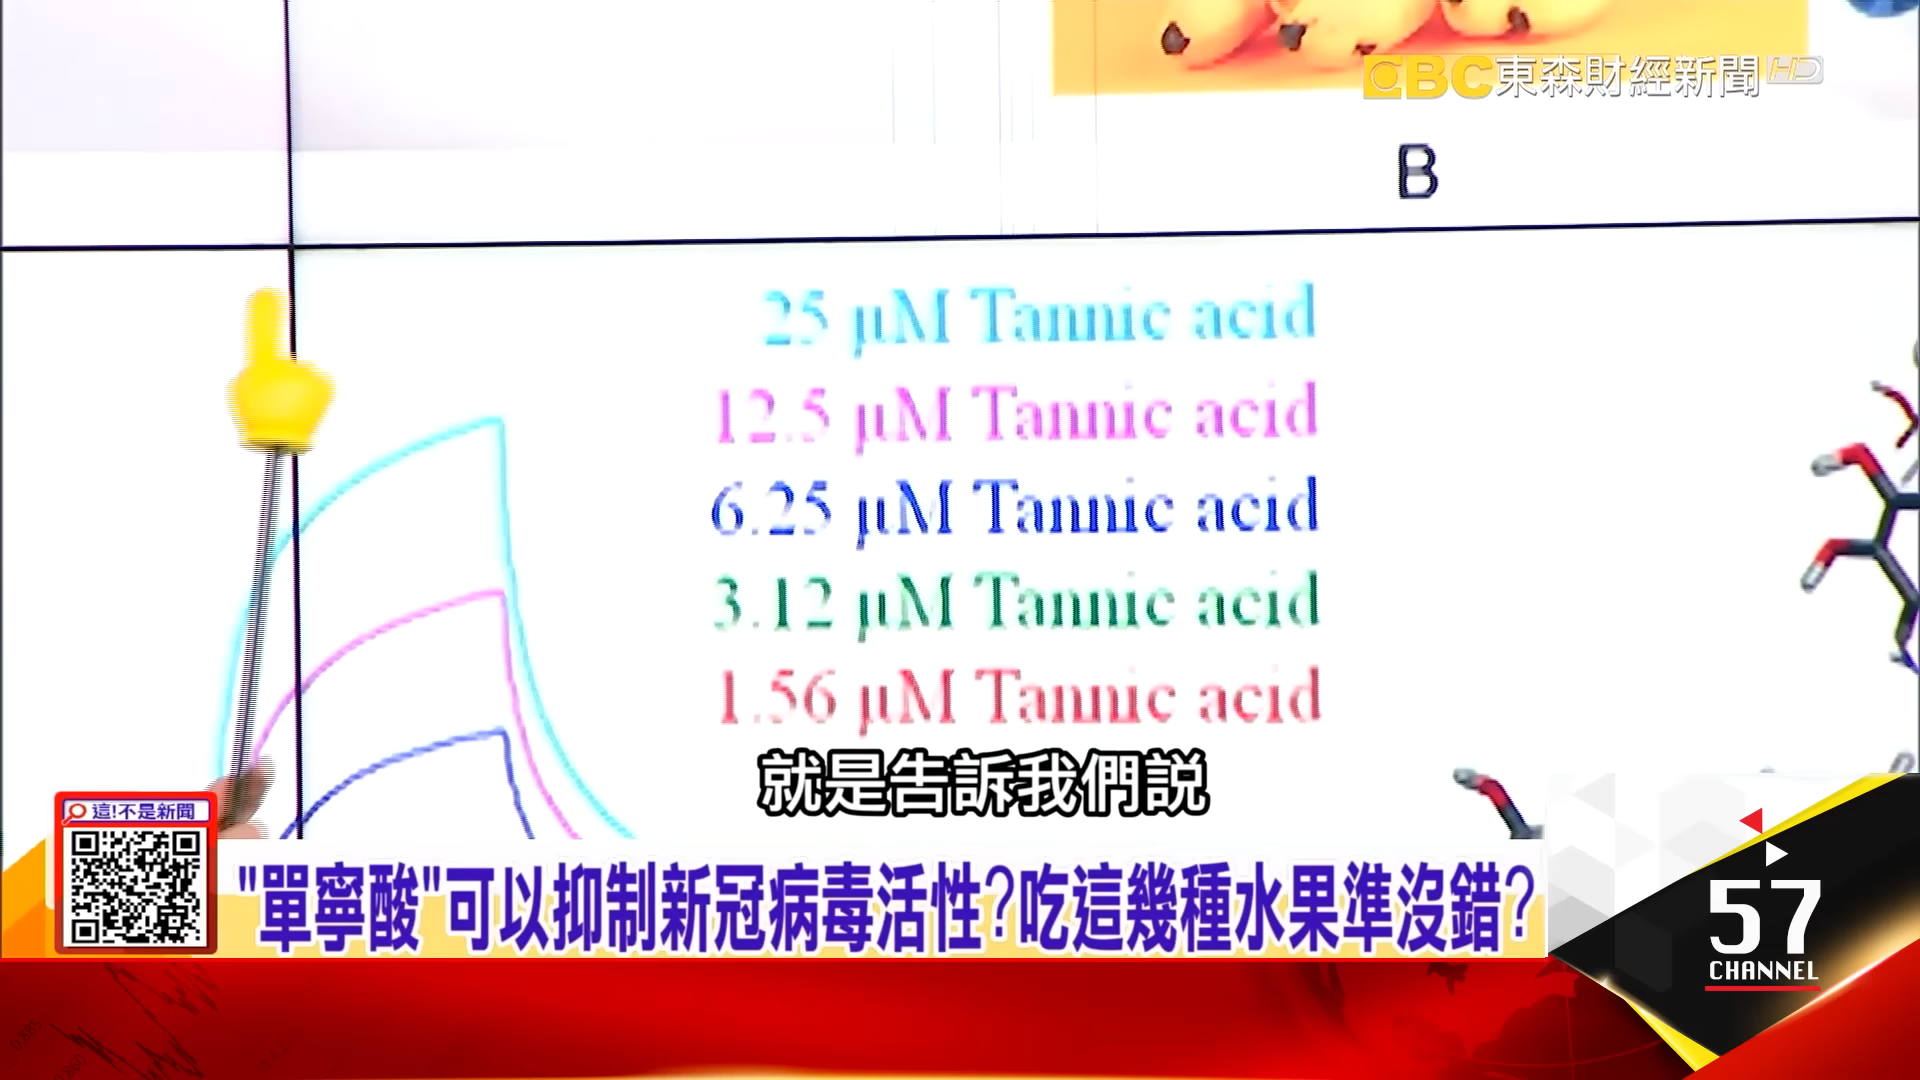 EBC東森財經新聞HD
B
25 µM Tannic acid
12.5 µM Tannic acid
6.25 µM Tannic acid
3.12 µM Tannic acid
1.56 µM Tannic acid
就是告訴我們説
這!不是新聞
"單寧酸"可以抑制新冠病毒活性?吃這幾種水果準沒錯?
57
CHANNEL